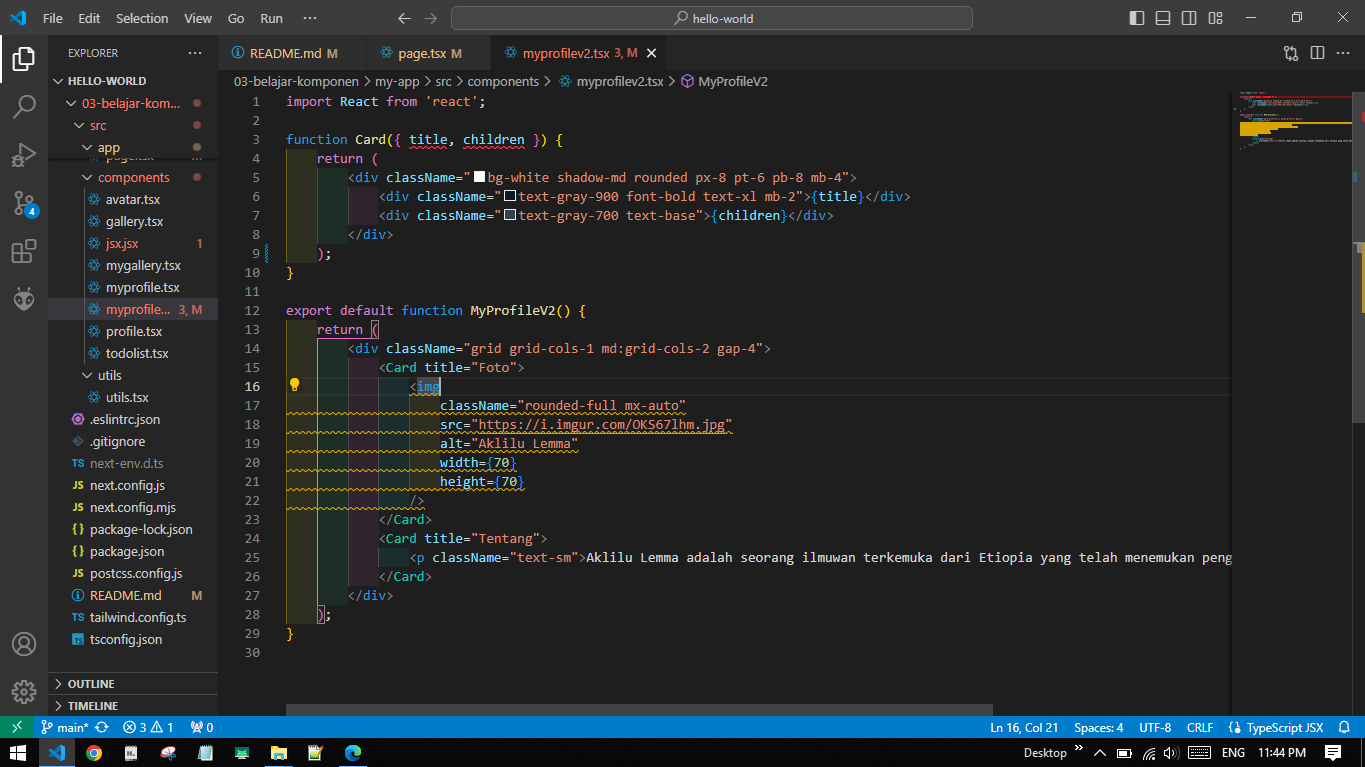 File Edit Selection View Go Run ··· hello-world
EXPLORER ···
HELLO-WORLD
03-belajar-kom...
src
app
page.tsx M
components
avatar.tsx
gallery.tsx
jsx.jsx 1
mygallery.tsx
myprofile.tsx
myprofile... 3, M
profile.tsx
todolist.tsx
utils
utils.tsx
.eslintrc.json
.gitignore
TS next-env.d.ts
JS next.config.js
JS next.config.mjs
{} package-lock.json
{} package.json
JS postcss.config.js
README.md M
TS tailwind.config.ts
TS tsconfig.json
OUTLINE
TIMELINE
4
README.md M page.tsx M myprofilev2.tsx 3, M
03-belajar-komponen > my-app > src > components > myprofilev2.tsx > MyProfileV2
1 import React from 'react';
2
3 function Card({ title, children }) {
4 return (
5 <div className="bg-white shadow-md rounded px-8 pt-6 pb-8 mb-4">
6 <div className="text-gray-900 font-bold text-xl mb-2">{title}</div>
7 <div className="text-gray-700 text-base">{children}</div>
8 </div>
9 );
10 }
11
12 export default function MyProfileV2() {
13 return (
14 <div className="grid grid-cols-1 md:grid-cols-2 gap-4">
15 <Card title="Foto">
16 <img
17 className="rounded-full mx-auto"
18 src="https://i.imgur.com/OKS67lhm.jpg"
19 alt="Aklilu Lemma"
20 width={70}
21 height={70}
22 />
23 </Card>
24 <Card title="Tentang">
25 <p className="text-sm">Aklilu Lemma adalah seorang ilmuwan terkemuka dari Etiopia yang telah menemukan peng
26 </Card>
27 </div>
28 );
29 }
30
main* 3 1 0 Ln 16, Col 21 Spaces: 4 UTF-8 CRLF TypeScript JSX
Desktop ENG 11:44 PM